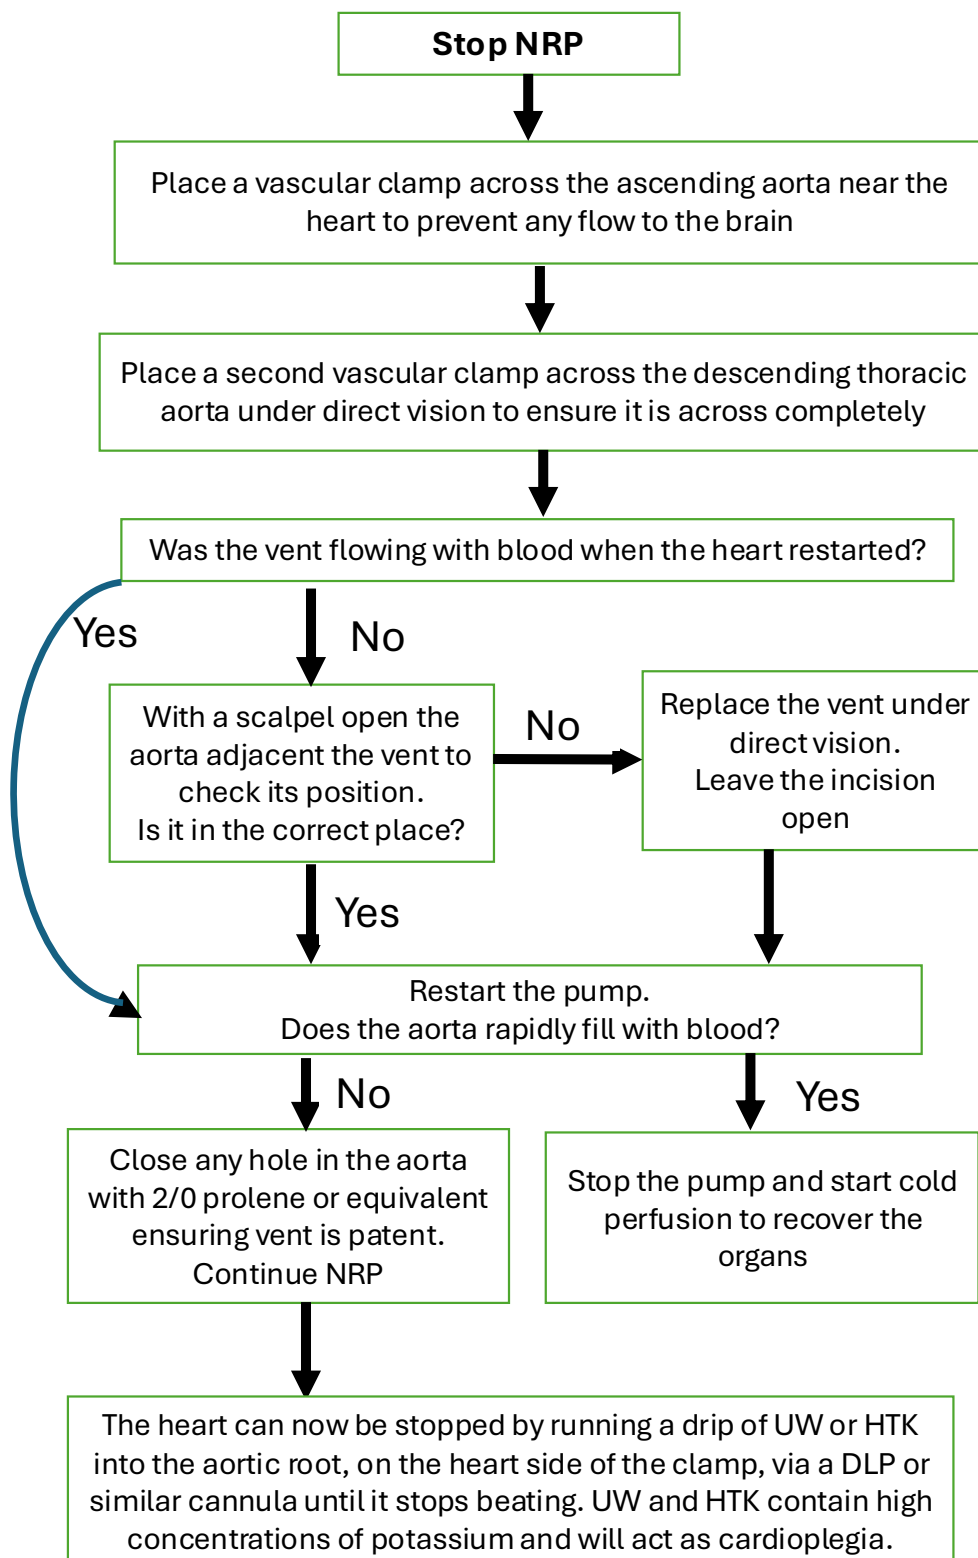 Stop NRP
Place a vascular clamp across the ascending aorta near the
heart to prevent any flow to the brain
Place a second vascular clamp across the descending thoracic
aorta under direct vision to ensure it is across completely
Was the vent flowing with blood when the heart restarted?
Yes
No
With a scalpel open the
aorta adjacent the vent to
check its position.
Is it in the correct place?
No
Replace the vent under
direct vision.
Leave the incision
open
Yes
Restart the pump.
Does the aorta rapidly fill with blood?
No
Yes
Close any hole in the aorta
with 2/0 prolene or equivalent
ensuring vent is patent.
Continue NRP
Stop the pump and start cold
perfusion to recover the
organs
The heart can now be stopped by running a drip of UW or HTK
into the aortic root, on the heart side of the clamp, via a DLP or
similar cannula until it stops beating. UW and HTK contain high
concentrations of potassium and will act as cardioplegia.